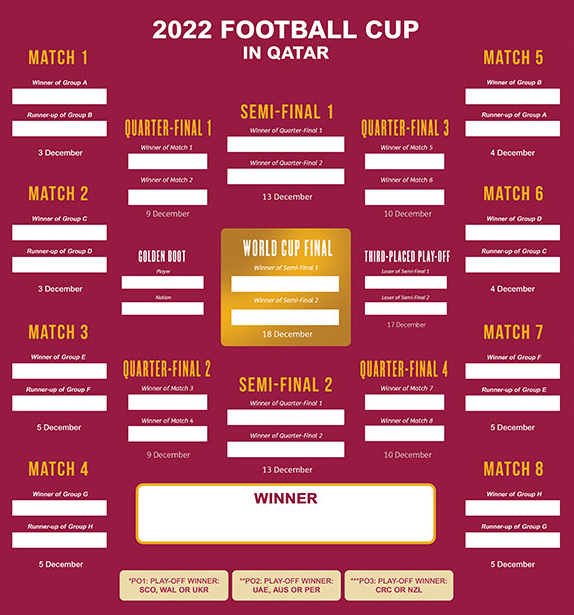 2022 FOOTBALL CUP
IN QATAR
MATCH 1
Winner of Group A
Runner-up of Group B
3 December
MATCH 2
Winner of Group C
Runner-up of Group D
3 December
MATCH 3
Winner of Group E
Runner-up of Group F
5 December
MATCH 4
Winner of Group G
Runner-up of Group H
5 December
QUARTER-FINAL 1
Winner of Match 1
Winner of Match 2
9 December
GOLDEN BOOT
Player
Nation
QUARTER-FINAL 2
Winner of Match 3
Winner of Match 4
9 December
SEMI-FINAL 1
Winner of Quarter-Final 1
Winner of Quarter-Final 2
13 December
WORLD CUP FINAL
Winner of Semi-Final 1
Winner of Semi-Final 2
18 December
SEMI-FINAL 2
Winner of Quarter-Final 1
Winner of Quarter-Final 2
13 December
QUARTER-FINAL 3
Winner of Match 5
Winner of Match 6
10 December
THIRD-PLACED PLAY-OFF
Loser of Semi-Final 1
Loser of Semi-Final 2
17 December
QUARTER-FINAL 4
Winner of Match 7
Winner of Match 8
10 December
MATCH 5
Winner of Group B
Runner-up of Group A
4 December
MATCH 6
Winner of Group D
Runner-up of Group C
4 December
MATCH 7
Winner of Group F
Runner-up of Group E
5 December
MATCH 8
Winner of Group H
Runner-up of Group G
5 December
WINNER
*PO1: PLAY-OFF WINNER:
SCO, WAL OR UKR
**PO2: PLAY-OFF WINNER:
UAE, AUS OR PER
***PO3: PLAY-OFF WINNER:
CRC OR NZL